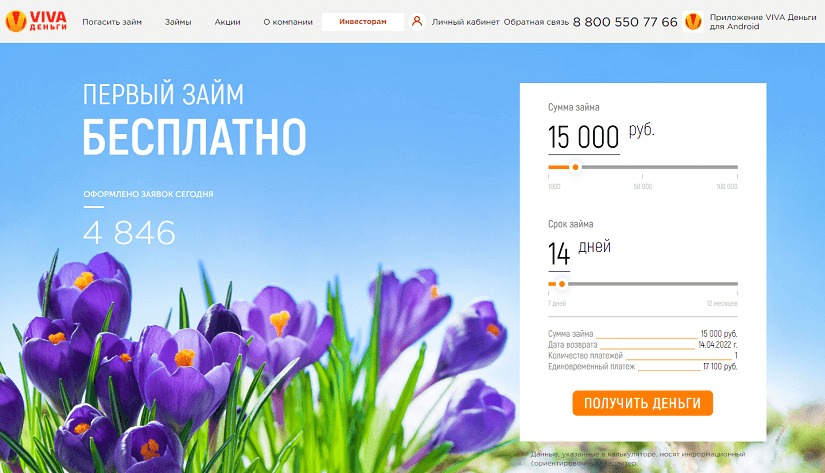 VIVA
ДЕНЬГИ
Погасить займ
Займы
Акции
О компании
Инвесторам
Личный кабинет
Обратная связь
8 800 550 77 66
Приложение VIVA Деньги
для Android
ПЕРВЫЙ ЗАЙМ
БЕСПЛАТНО
ОФОРМЛЕНО ЗАЯВОК СЕГОДНЯ
4 846
Сумма займа
15 000 руб.
1000 50 000 100 000
Срок займа
14 дней
7 дней 12 месяцев
Сумма займа 15 000 руб.
Дата возврата 14.04.2022 г.
Количество платежей 1
Единовременный платеж 17 100 руб.
ПОЛУЧИТЬ ДЕНЬГИ
Данные, указанные в калькуляторе, носят информационный
(ориентировочный) характер.